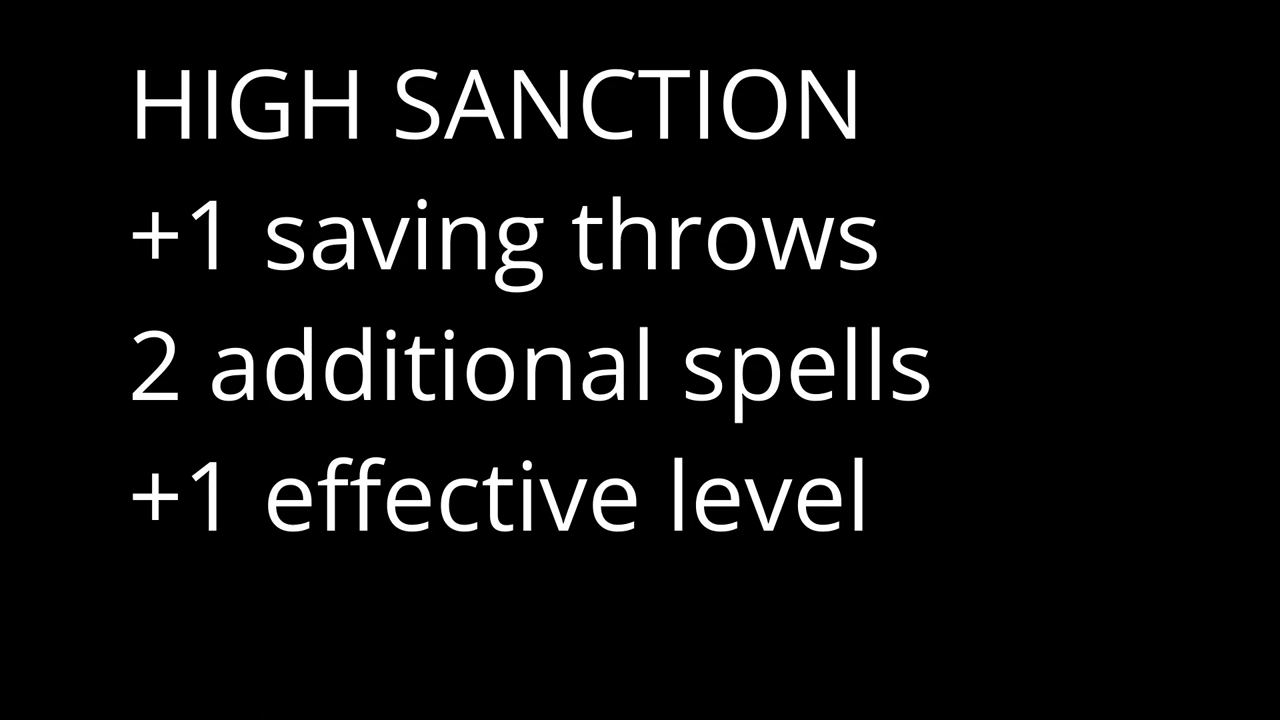 HIGH SANCTION
+1 saving throws
2 additional spells
+1 effective level